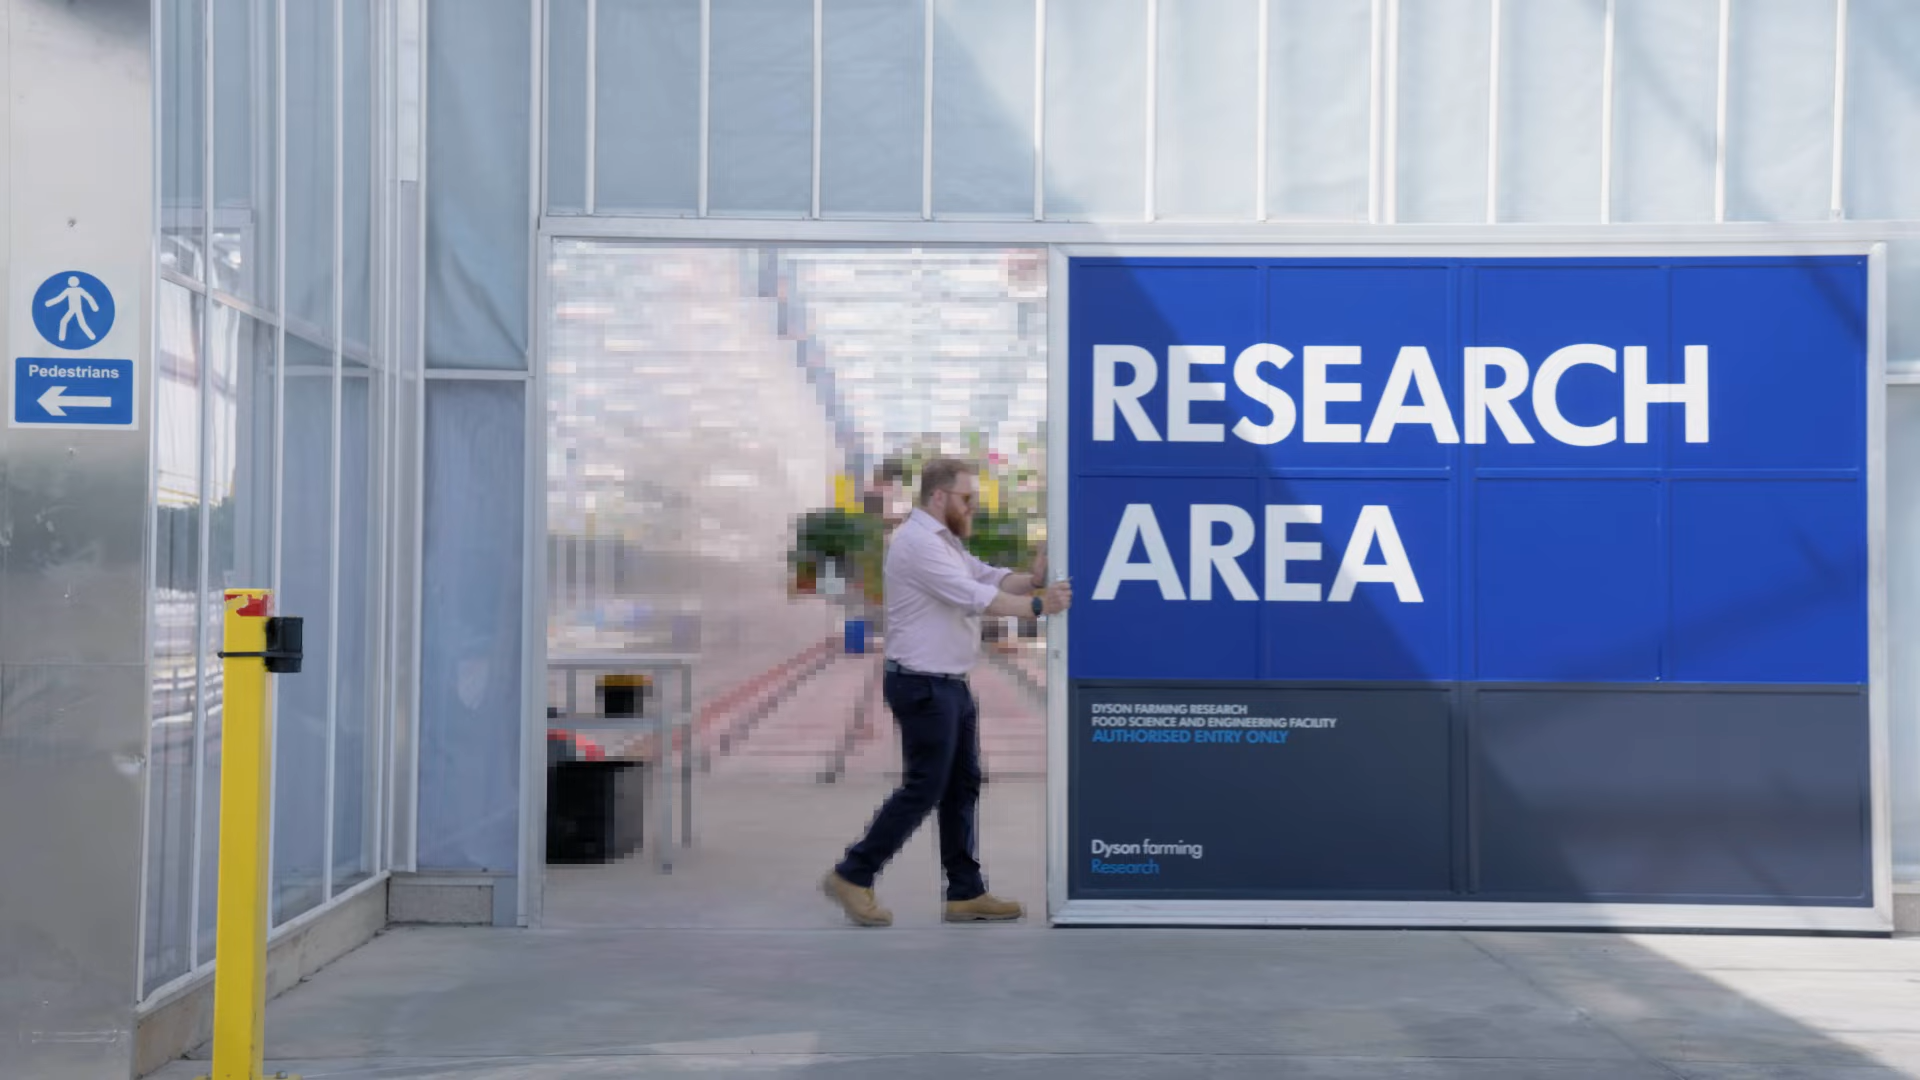 Pedestrians
RESEARCH
AREA
DYSON FARMING RESEARCH
FOOD SCIENCE AND ENGINEERING FACILITY
AUTHORISED ENTRY ONLY
Dyson farming
Research